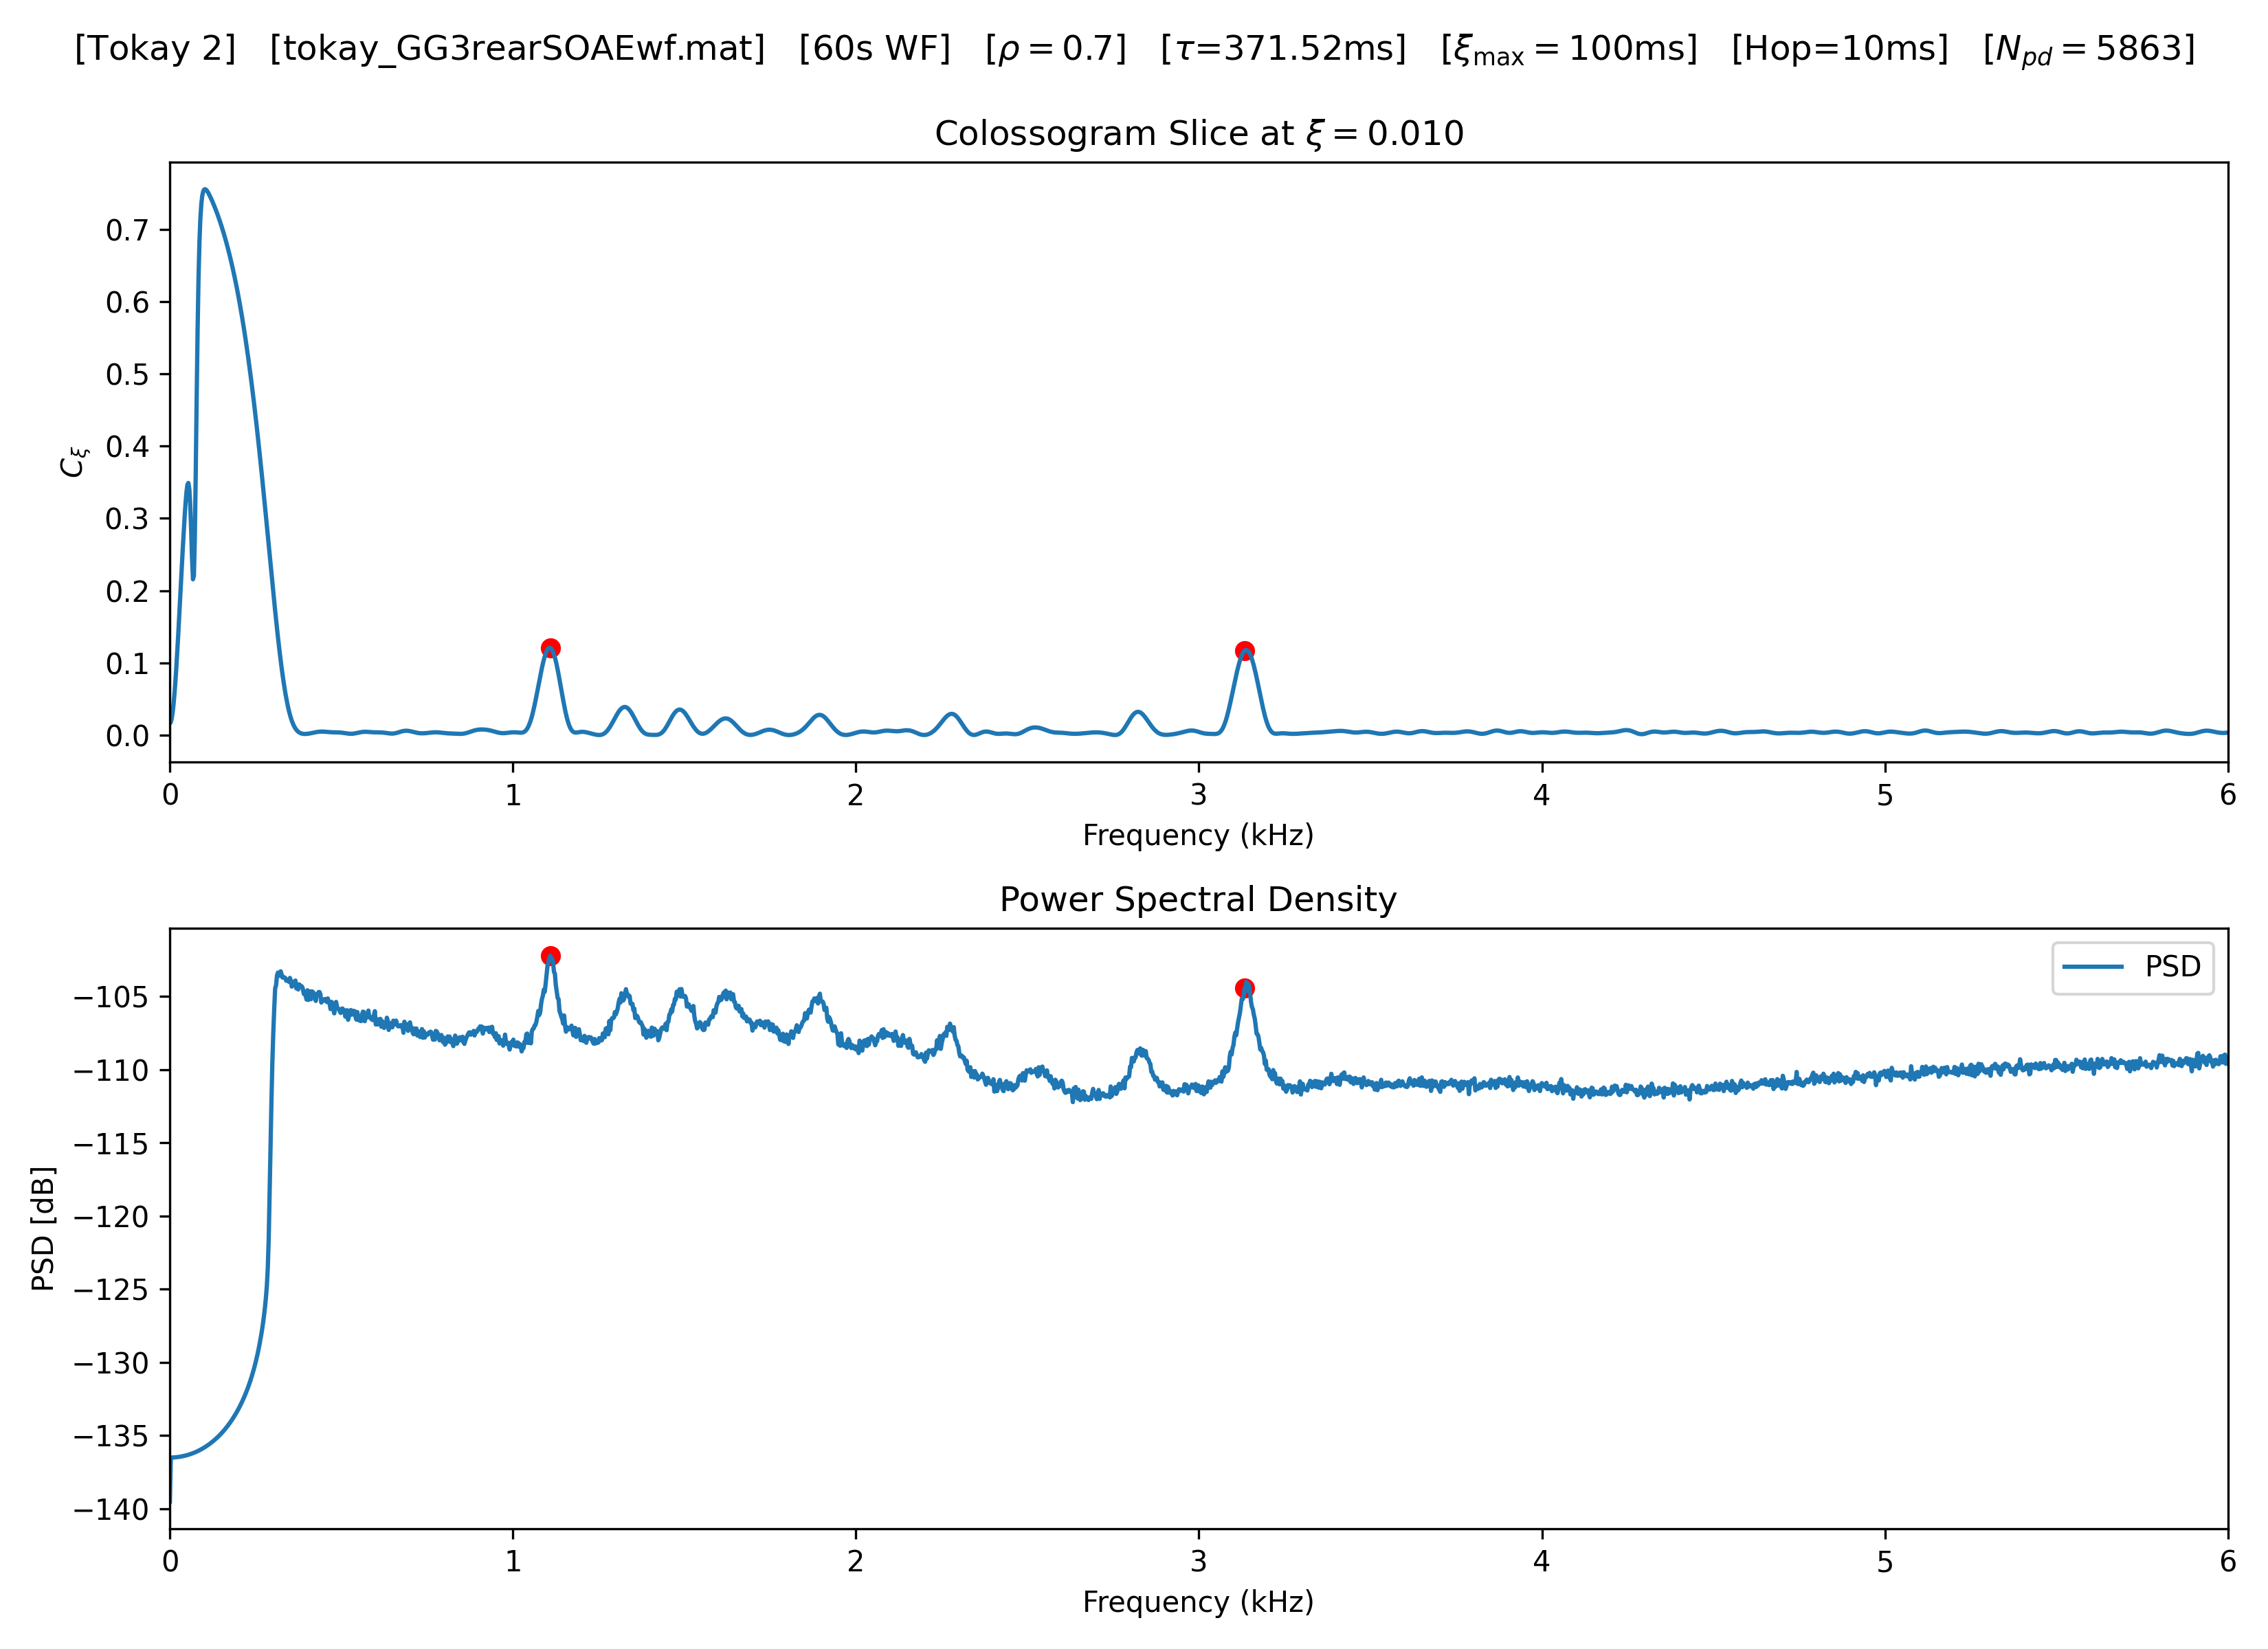 [Tokay 2] [tokay_GG3rearSOAEwf.mat] [60s WF] [ρ = 0.7] [τ=371.52ms] [ξmax = 100ms] [Hop=10ms] [Npd = 5863]
Colossogram Slice at ξ = 0.010
0.7
0.6
0.5
0.4
0.3
0.2
0.1
0.0
Cξ
0 1 2 3 4 5 6
Frequency (kHz)
Power Spectral Density
PSD
−105
−110
−115
−120
−125
−130
−135
−140
PSD [dB]
0 1 2 3 4 5 6
Frequency (kHz)